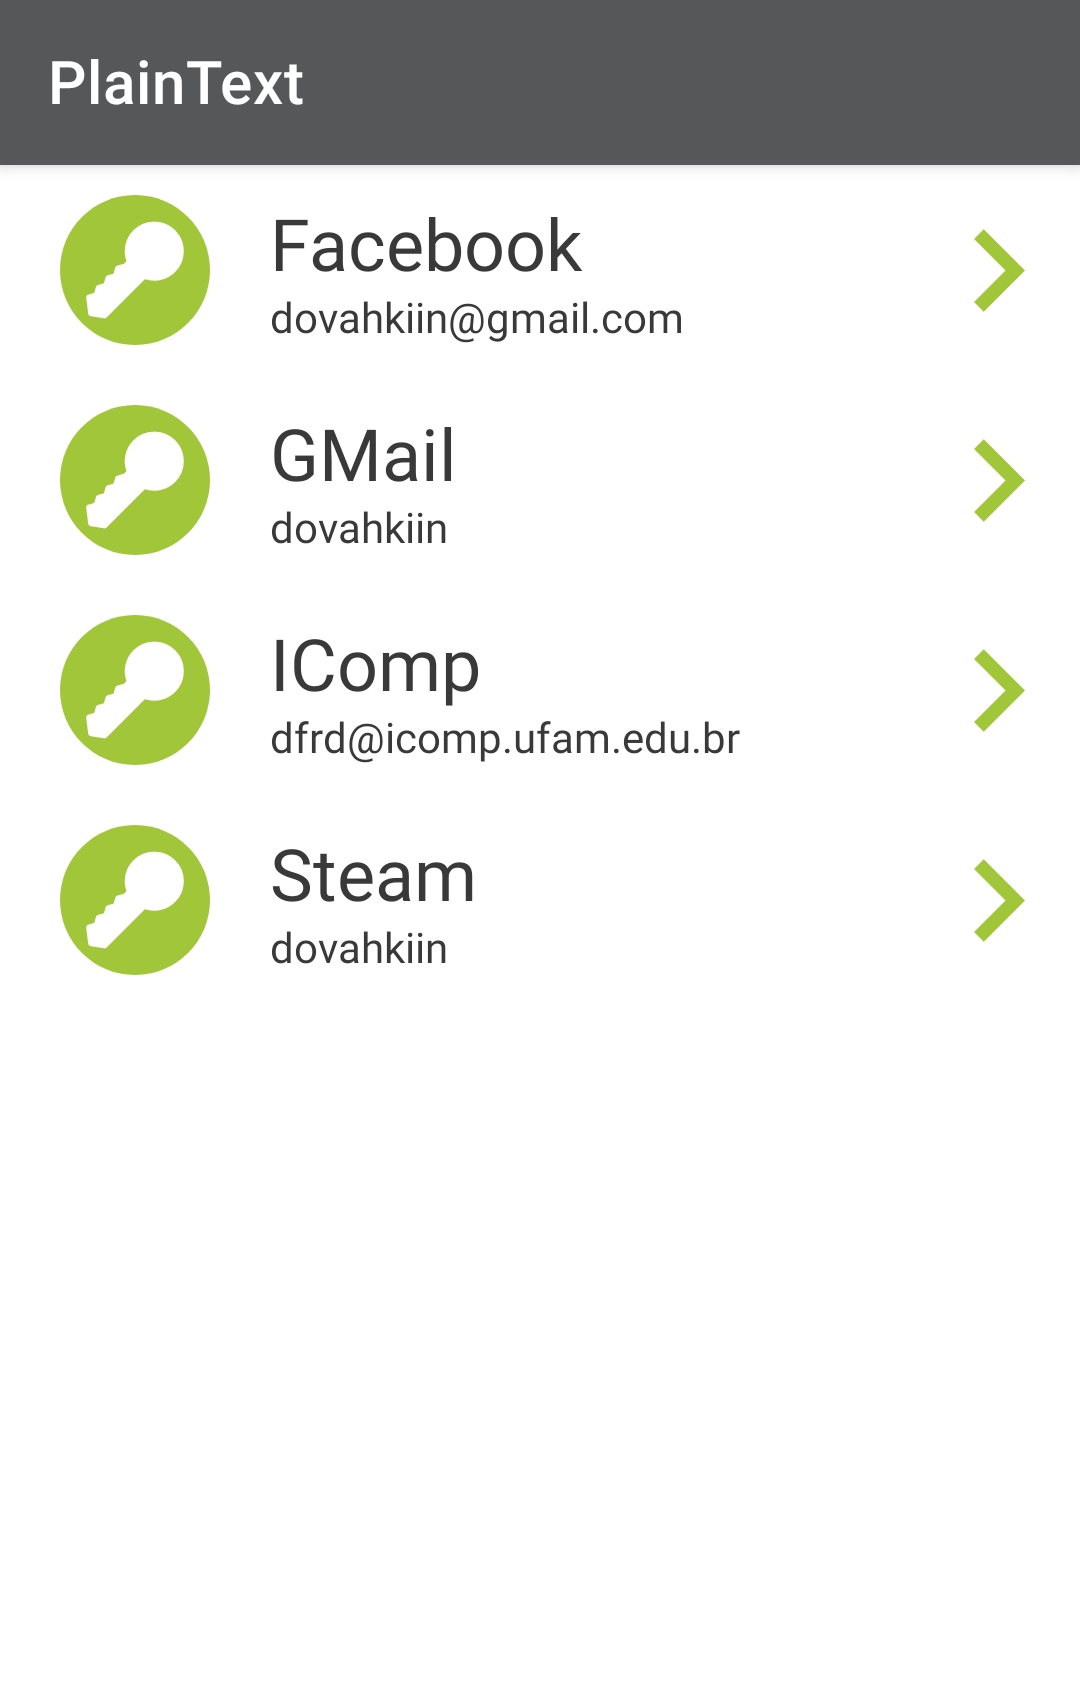 PlainText
Facebook
dovahkiin@gmail.com
GMail
dovahkiin
IComp
dfrd@icomp.ufam.edu.br
Steam
dovahkiin